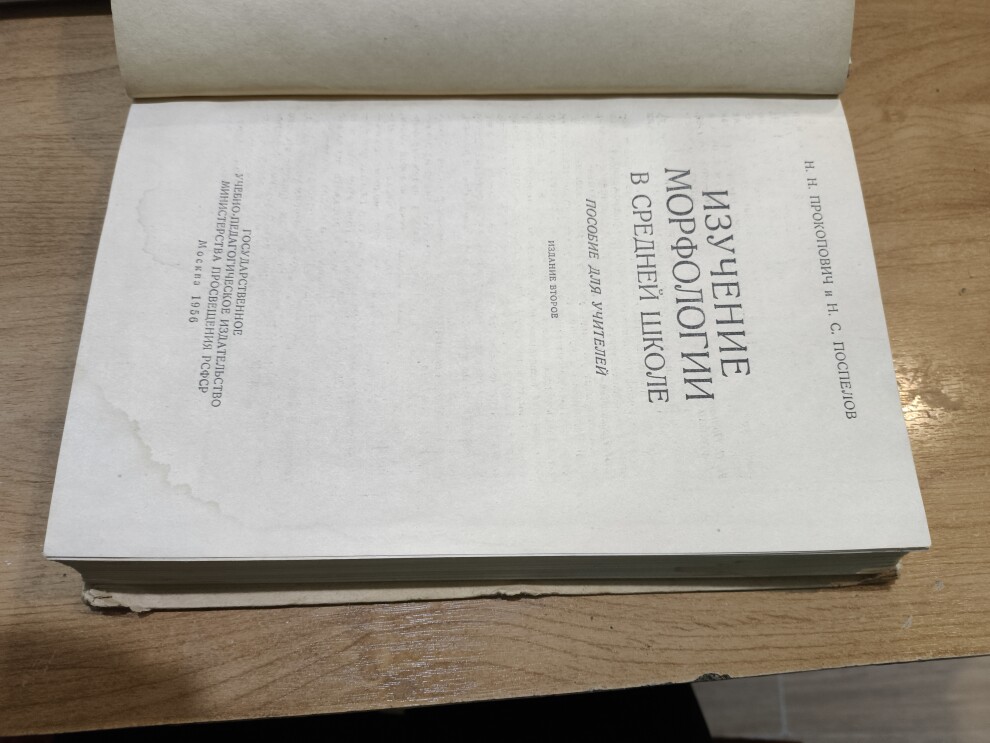 Н. Н. ПРОКОПОВИЧ и Н. С. ПОСПЕЛОВ
ИЗУЧЕНИЕ
МОРФОЛОГИИ
В СРЕДНЕЙ ШКОЛЕ
ПОСОБИЕ ДЛЯ УЧИТЕЛЕЙ
ИЗДАНИЕ ВТОРОЕ
ГОСУДАРСТВЕННОЕ
УЧЕБНО-ПЕДАГОГИЧЕСКОЕ ИЗДАТЕЛЬСТВО
МИНИСТЕРСТВА ПРОСВЕЩЕНИЯ РСФСР
Москва 1956